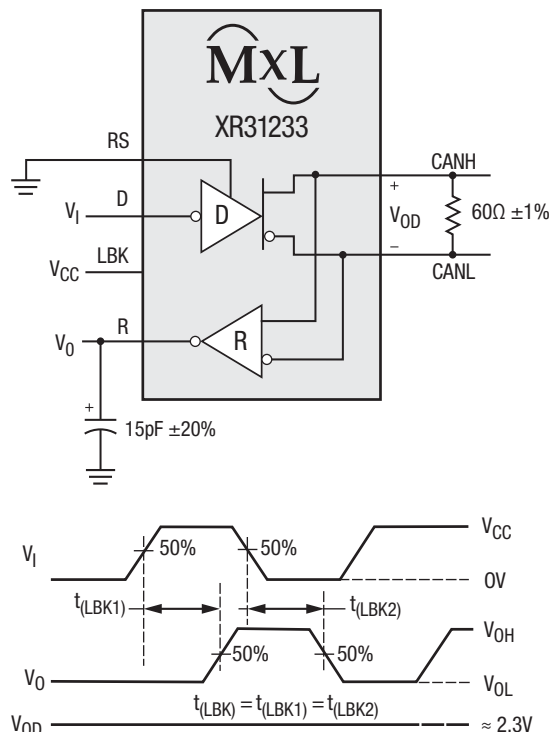 MxL
XR31233
RS
CANH
+
D
V_I
D
V_OD
60Ω ±1%
V_CC
LBK
−
CANL
R
V_O
R
+
15pF ±20%
V_CC
V_I
50%
50%
0V
t_(LBK1)
t_(LBK2)
V_OH
50%
50%
V_O
V_OL
t_(LBK) = t_(LBK1) = t_(LBK2)
V_OD
≈ 2.3V